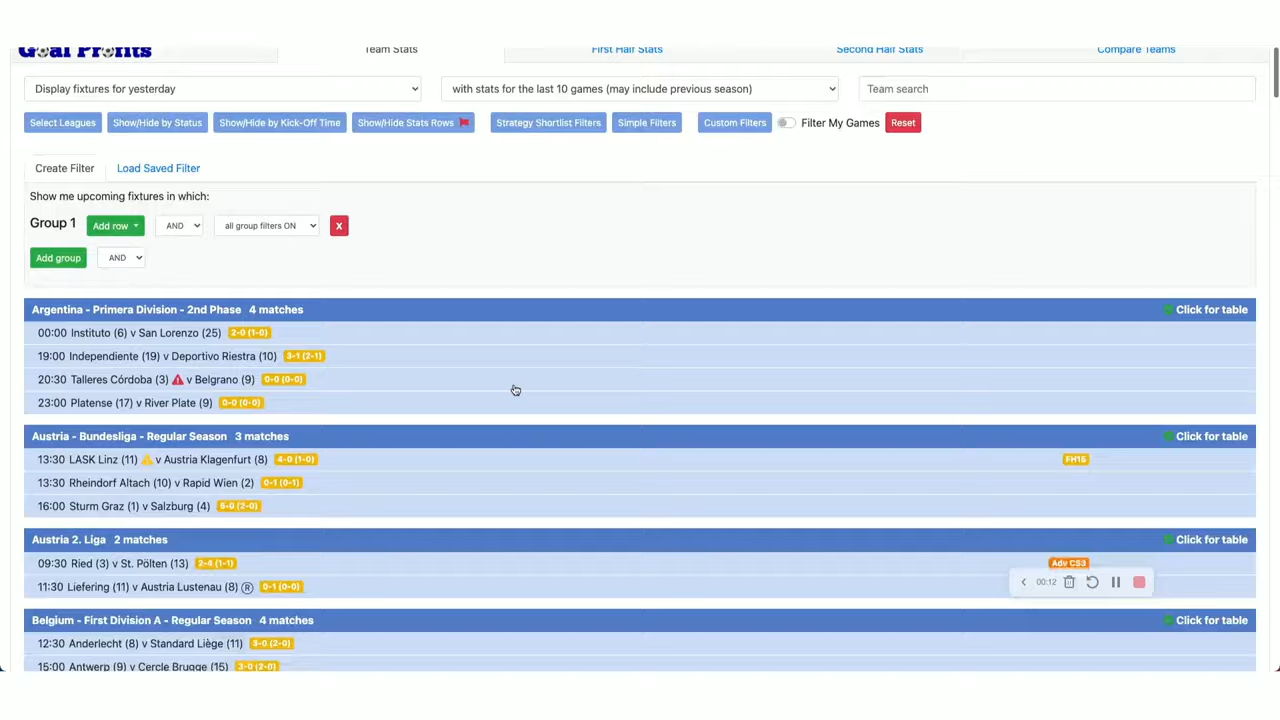 Goal Profits
Team Stats
First Half Stats
Second Half Stats
Compare Teams
Display fixtures for yesterday
with stats for the last 10 games (may include previous season)
Team search
Select Leagues
Show/Hide by Status
Show/Hide by Kick-Off Time
Show/Hide Stats Rows
Strategy Shortlist Filters
Simple Filters
Custom Filters
Filter My Games
Reset
Create Filter
Load Saved Filter
Show me upcoming fixtures in which:
Group 1
Add row
AND
all group filters ON
X
Add group
AND
Argentina - Primera Division - 2nd Phase 4 matches
Click for table
00:00 Instituto (6) v San Lorenzo (25) 2-0 (1-0)
19:00 Independiente (19) v Deportivo Riestra (10) 3-1 (2-1)
20:30 Talleres Córdoba (3) v Belgrano (9) 0-0 (0-0)
23:00 Platense (17) v River Plate (9) 0-0 (0-0)
Austria - Bundesliga - Regular Season 3 matches
Click for table
13:30 LASK Linz (11) v Austria Klagenfurt (8) 4-0 (1-0)
FH15
13:30 Rheindorf Altach (10) v Rapid Wien (2) 0-1 (0-1)
16:00 Sturm Graz (1) v Salzburg (4) 5-0 (2-0)
Austria 2. Liga 2 matches
Click for table
09:30 Ried (3) v St. Pölten (13) 2-4 (1-1)
Adv CS3
11:30 Liefering (11) v Austria Lustenau (8) R 0-1 (0-0)
00:12
Belgium - First Division A - Regular Season 4 matches
Click for table
12:30 Anderlecht (8) v Standard Liège (11) 3-0 (2-0)
15:00 Antwerp (9) v Cercle Brugge (15) 3-0 (2-0)